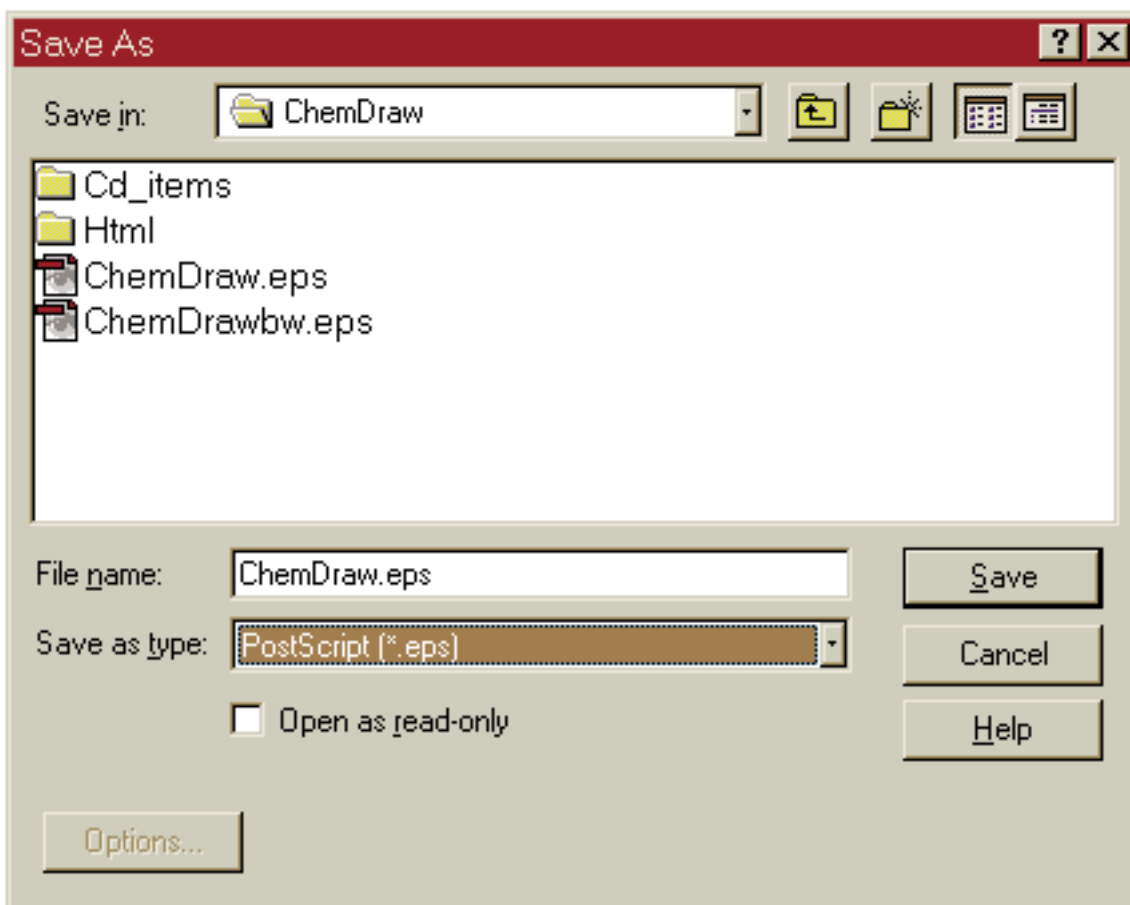 Save As
Save in: ChemDraw
Cd_items
Html
ChemDraw.eps
ChemDrawbw.eps
File name: ChemDraw.eps Save
Save as type: PostScript (*.eps) Cancel
Open as read-only Help
Options...